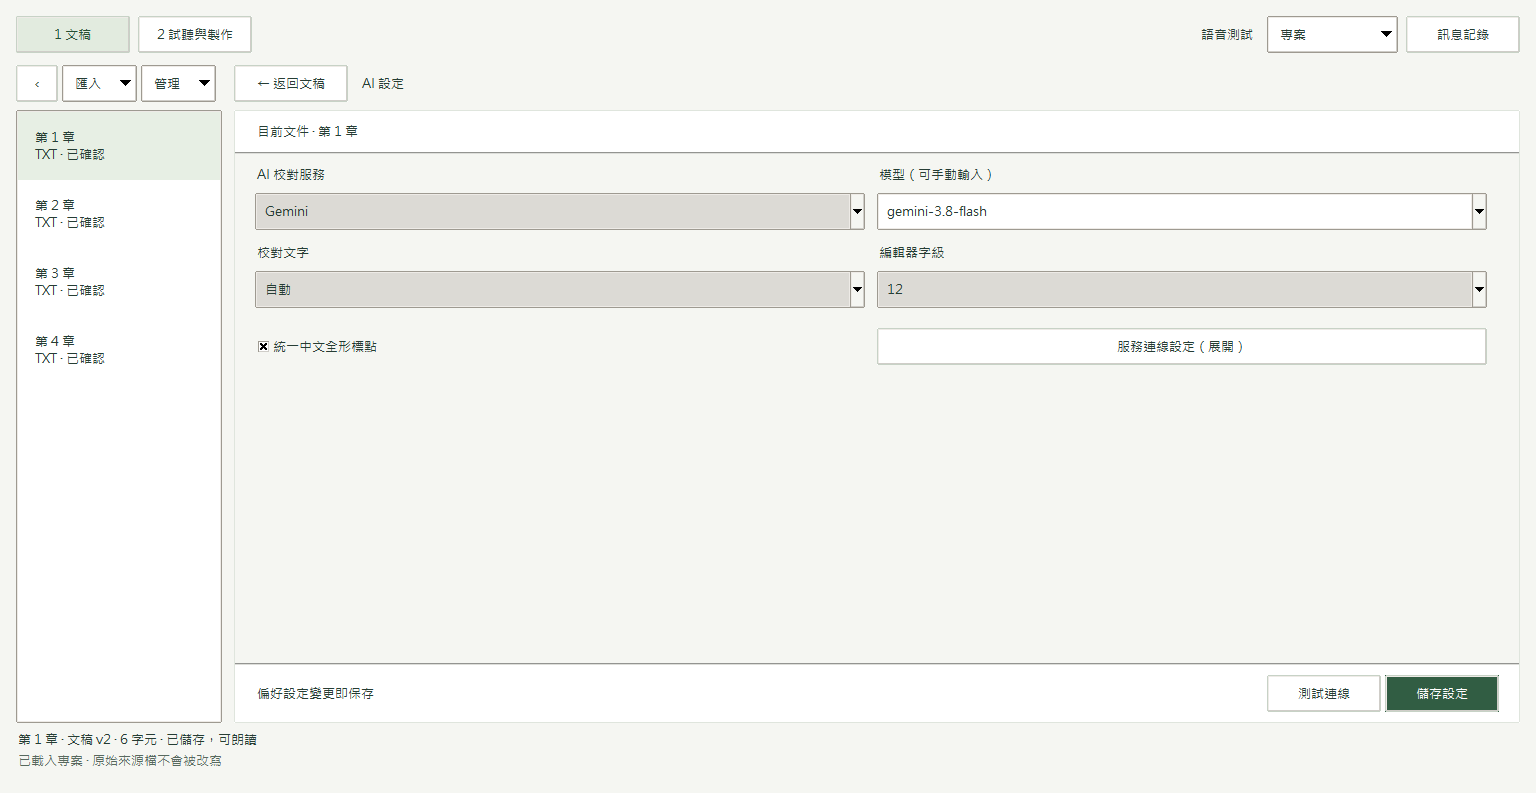 1 文稿
2 試聽與製作
語音測試
專案
訊息記錄
‹
匯入
管理
← 返回文稿
AI 設定
第 1 章
TXT · 已確認
第 2 章
TXT · 已確認
第 3 章
TXT · 已確認
第 4 章
TXT · 已確認
目前文件 · 第 1 章
AI 校對服務
模型（可手動輸入）
Gemini
gemini-3.8-flash
校對文字
編輯器字級
自動
12
統一中文全形標點
服務連線設定（展開）
偏好設定變更即保存
測試連線
儲存設定
第 1 章 · 文稿 v2 · 6 字元 · 已儲存，可朗讀
已載入專案 · 原始來源檔不會被改寫